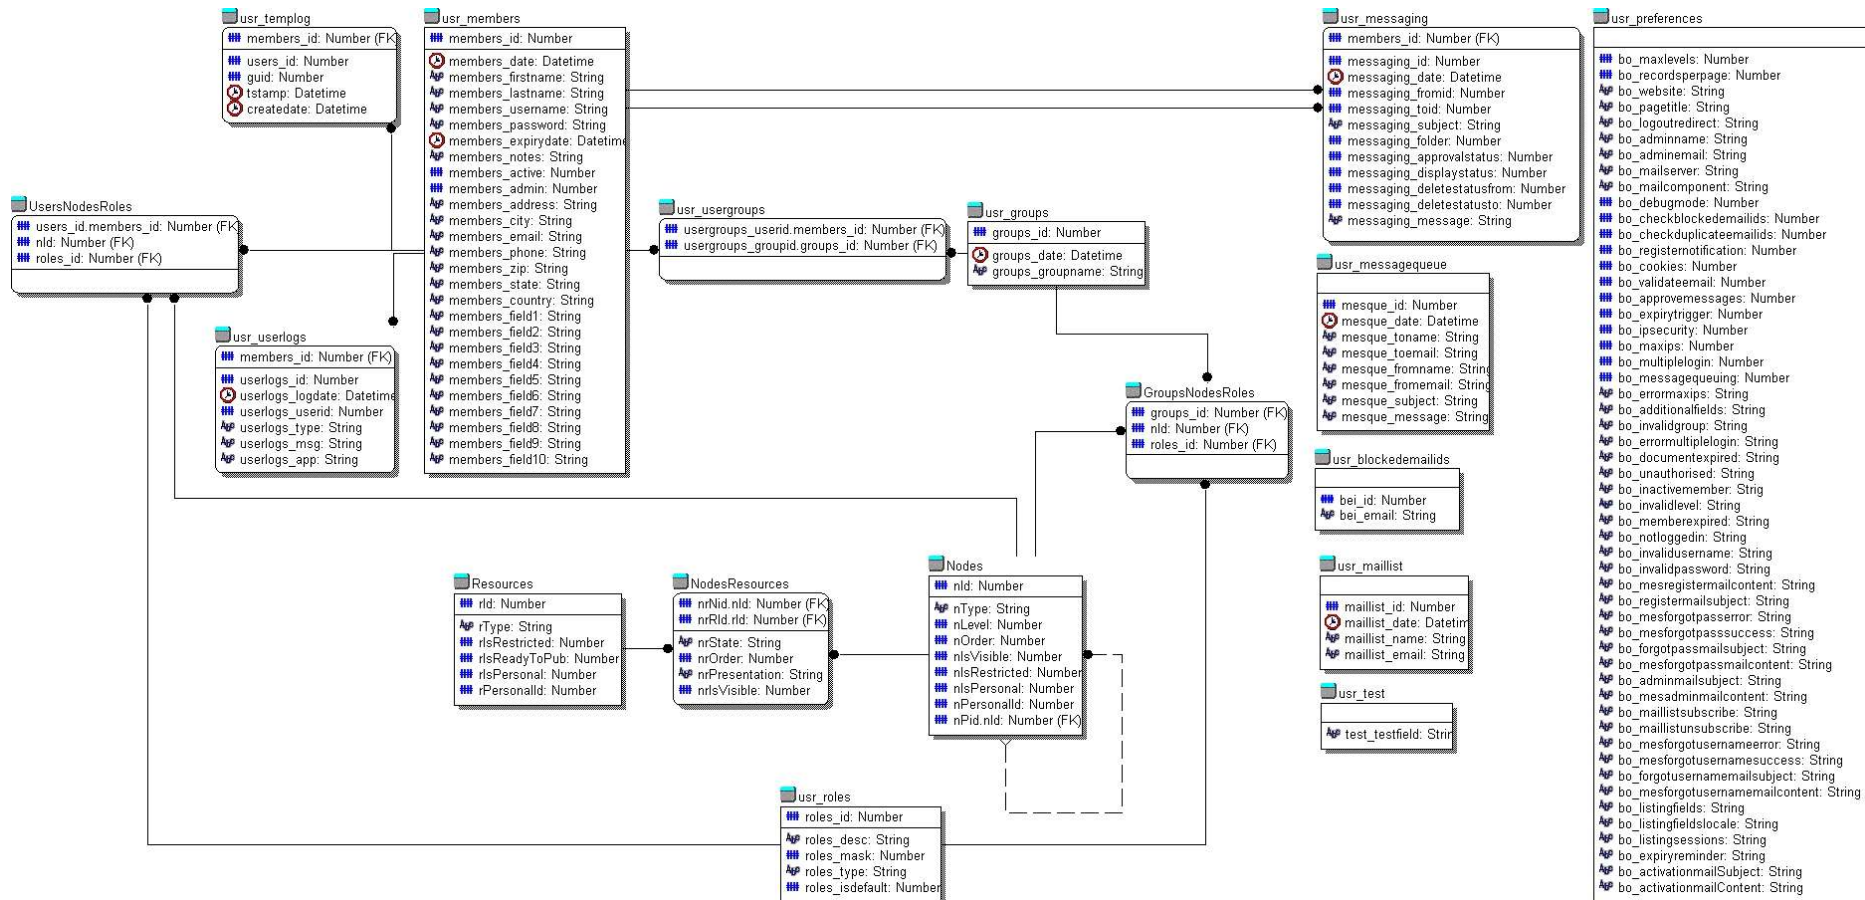 usr_templog
members_id: Number (FK)
users_id: Number
guid: Number
tstamp: Datetime
createdate: Datetime
usr_members
members_id: Number
members_date: Datetime
members_firstname: String
members_lastname: String
members_username: String
members_password: String
members_expirydate: Datetime
members_notes: String
members_active: Number
members_admin: Number
members_address: String
members_city: String
members_email: String
members_phone: String
members_zip: String
members_state: String
members_country: String
members_field1: String
members_field2: String
members_field3: String
members_field4: String
members_field5: String
members_field6: String
members_field7: String
members_field8: String
members_field9: String
members_field10: String
usr_messaging
members_id: Number (FK)
messaging_id: Number
messaging_date: Datetime
messaging_fromid: Number
messaging_toid: Number
messaging_subject: String
messaging_folder: Number
messaging_approvalstatus: Number
messaging_displaystatus: Number
messaging_deletestatusfrom: Number
messaging_deletestatusto: Number
messaging_message: String
usr_preferences
bo_maxlevels: Number
bo_recordsperpage: Number
bo_website: String
bo_pagetitle: String
bo_logoutredirect: String
bo_adminname: String
bo_adminemail: String
bo_mailserver: String
bo_mailcomponent: String
bo_debugmode: Number
bo_checkblockedemailids: Number
bo_checkduplicateemailids: Number
bo_registernotification: Number
bo_cookies: Number
bo_validateemail: Number
bo_approvemessages: Number
bo_expirytrigger: Number
bo_ipsecurity: Number
bo_maxips: Number
bo_multiplelogin: Number
bo_messagequeuing: Number
bo_errormaxips: String
bo_additionalfields: String
bo_invalidgroup: String
bo_errormultiplelogin: String
bo_documentexpired: String
bo_unauthorised: String
bo_inactivemember: Strig
bo_invalidlevel: String
bo_memberexpired: String
bo_notloggedin: String
bo_invalidusername: String
bo_invalidpassword: String
bo_mesregistermailcontent: String
bo_registermailsubject: String
bo_mesforgotpasserror: String
bo_mesforgotpasssuccess: String
bo_forgotpassmailsubject: String
bo_mesforgotpassmailcontent: String
bo_adminmailsubject: String
bo_mesadminmailcontent: String
bo_maillistsubscribe: String
bo_maillistunsubscribe: String
bo_mesforgotusernameerror: String
bo_mesforgotusernamesuccess: String
bo_forgotusernamemailsubject: String
bo_mesforgotusernamemailcontent: String
bo_listingfields: String
bo_listingfieldslocale: String
bo_listingsessions: String
bo_expiryreminder: String
bo_activationmailSubject: String
bo_activationmailContent: String
UsersNodesRoles
users_id.members_id: Number (FK)
nId: Number (FK)
roles_id: Number (FK)
usr_usergroups
usergroups_userid.members_id: Number (FK)
usergroups_groupid.groups_id: Number (FK)
usr_groups
groups_id: Number
groups_date: Datetime
groups_groupname: String
usr_messagequeue
mesque_id: Number
mesque_date: Datetime
mesque_toname: String
mesque_toemail: String
mesque_fromname: String
mesque_fromemail: String
mesque_subject: String
mesque_message: String
usr_userlogs
members_id: Number (FK)
userlogs_id: Number
userlogs_logdate: Datetime
userlogs_userid: Number
userlogs_type: String
userlogs_msg: String
userlogs_app: String
GroupsNodesRoles
groups_id: Number (FK)
nId: Number (FK)
roles_id: Number (FK)
usr_blockedemailids
bei_id: Number
bei_email: String
Resources
rId: Number
rType: String
rIsRestricted: Number
rIsReadyToPub: Number
rIsPersonal: Number
rPersonalId: Number
NodesResources
nrNid.nId: Number (FK)
nrRId.rId: Number (FK)
nrState: String
nrOrder: Number
nrPresentation: String
nrIsVisible: Number
Nodes
nId: Number
nType: String
nLevel: Number
nOrder: Number
nIsVisible: Number
nIsRestricted: Number
nIsPersonal: Number
nPersonalId: Number
nPid.nId: Number (FK)
usr_maillist
maillist_id: Number
maillist_date: Datetim
maillist_name: String
maillist_email: String
usr_test
test_testfield: Strin
usr_roles
roles_id: Number
roles_desc: String
roles_mask: Number
roles_type: String
roles_isdefault: Number